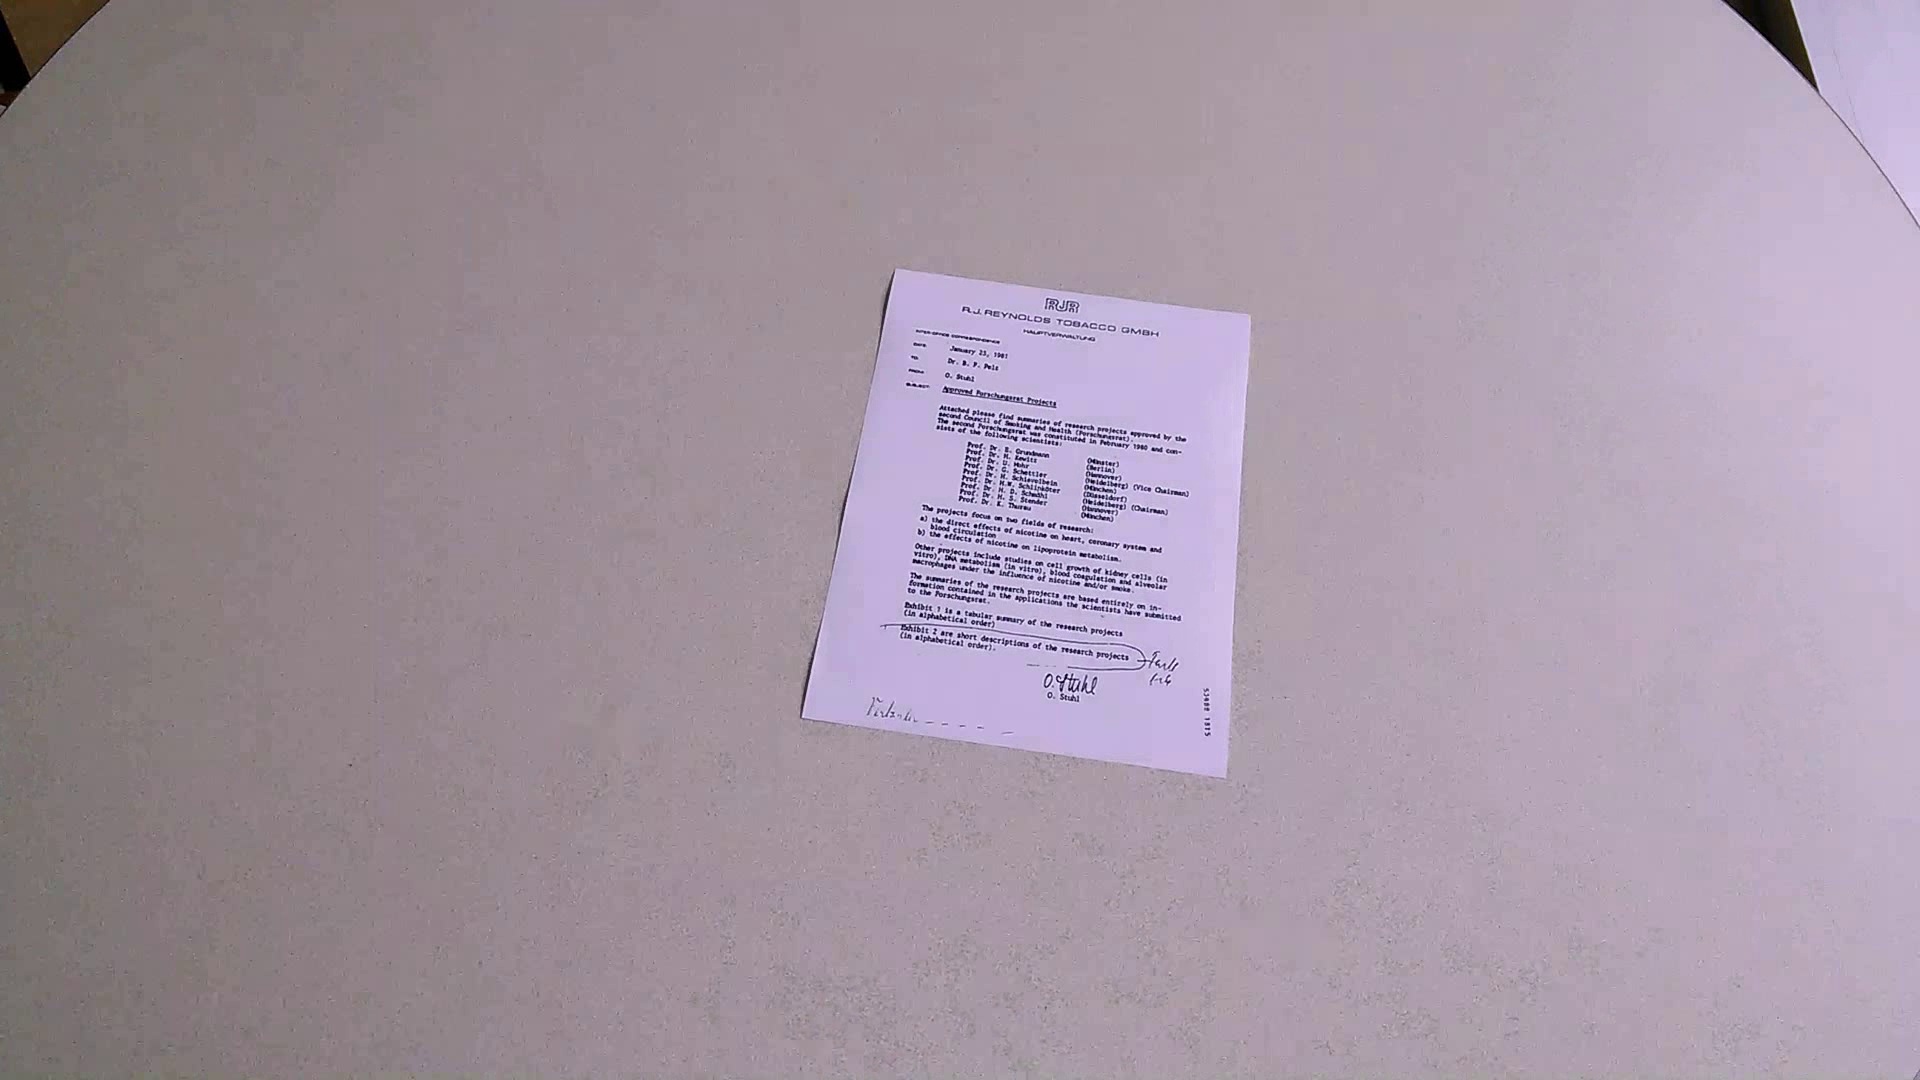 RJR
R.J. REYNOLDS TOBACCO GMBH
HAUPTVERWALTUNG
INTER-OFFICE CORRESPONDENCE
DATE: January 23, 1981
TO: Dr. B. F. Pelz
FROM: O. Stuhl
SUBJECT: Approved Forschungsrat Projects
Attached please find summaries of research projects approved by the
second Council of Smoking and Health (Forschungsrat).
The second Forschungsrat was constituted in February 1980 and con-
sists of the following scientists:
Prof. Dr. E. Grundmann (Münster)
Prof. Dr. H. Kewitz (Berlin)
Prof. Dr. U. Mohr (Hannover)
Prof. Dr. G. Schettler (Heidelberg) (Vice Chairman)
Prof. Dr. H. Schievelbein (München)
Prof. Dr. H.W. Schlipköter (Düsseldorf)
Prof. Dr. H. D. Schmähl (Heidelberg) (Chairman)
Prof. Dr. H. S. Stender (Hannover)
Prof. Dr. K. Thurau (München)
The projects focus on two fields of research:
a) the direct effects of nicotine on heart, coronary system and
blood circulation
b) the effects of nicotine on lipoprotein metabolism.
Other projects include studies on cell growth of kidney cells (in
vitro), DNA metabolism (in vitro), blood coagulation and alveolar
macrophages under the influence of nicotine and/or smoke.
The summaries of the research projects are based entirely on in-
formation contained in the applications the scientists have submitted
to the Forschungsrat.
Exhibit 1 is a tabular summary of the research projects
(in alphabetical order)
Exhibit 2 are short descriptions of the research projects
(in alphabetical order).
O. Stuhl
O. Stuhl